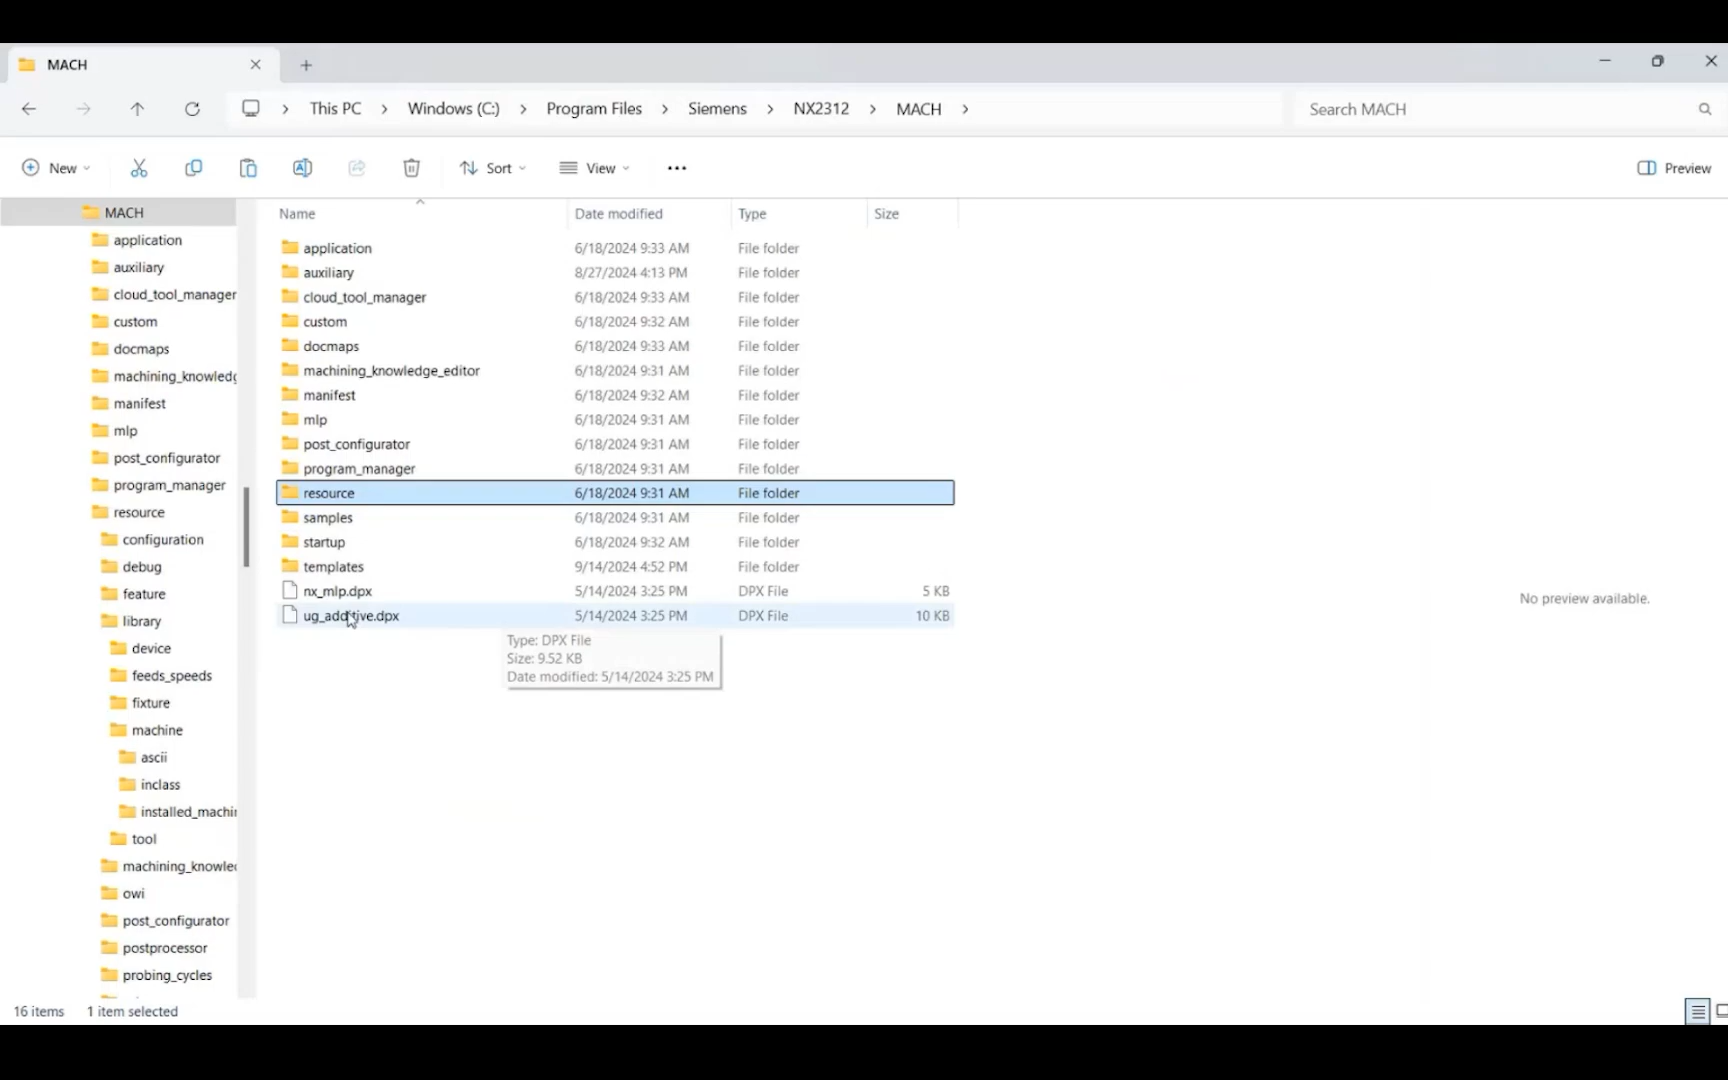 MACH
This PC > Windows (C:) > Program Files > Siemens > NX2312 > MACH >
Search MACH
New
Sort
View
Preview
MACH
application
auxiliary
cloud_tool_manager
custom
docmaps
machining_knowledg
manifest
mlp
post_configurator
program_manager
resource
configuration
debug
feature
library
device
feeds_speeds
fixture
machine
ascii
inclass
installed_machin
tool
machining_knowled
owi
post_configurator
postprocessor
probing_cycles
Name Date modified Type Size
application 6/18/2024 9:33 AM File folder
auxiliary 8/27/2024 4:13 PM File folder
cloud_tool_manager 6/18/2024 9:33 AM File folder
custom 6/18/2024 9:32 AM File folder
docmaps 6/18/2024 9:33 AM File folder
machining_knowledge_editor 6/18/2024 9:31 AM File folder
manifest 6/18/2024 9:32 AM File folder
mlp 6/18/2024 9:31 AM File folder
post_configurator 6/18/2024 9:31 AM File folder
program_manager 6/18/2024 9:31 AM File folder
resource 6/18/2024 9:31 AM File folder
samples 6/18/2024 9:31 AM File folder
startup 6/18/2024 9:32 AM File folder
templates 9/14/2024 4:52 PM File folder
nx_mlp.dpx 5/14/2024 3:25 PM DPX File 5 KB
ug_additive.dpx 5/14/2024 3:25 PM DPX File 10 KB
Type: DPX File
Size: 9.52 KB
Date modified: 5/14/2024 3:25 PM
No preview available.
16 items 1 item selected